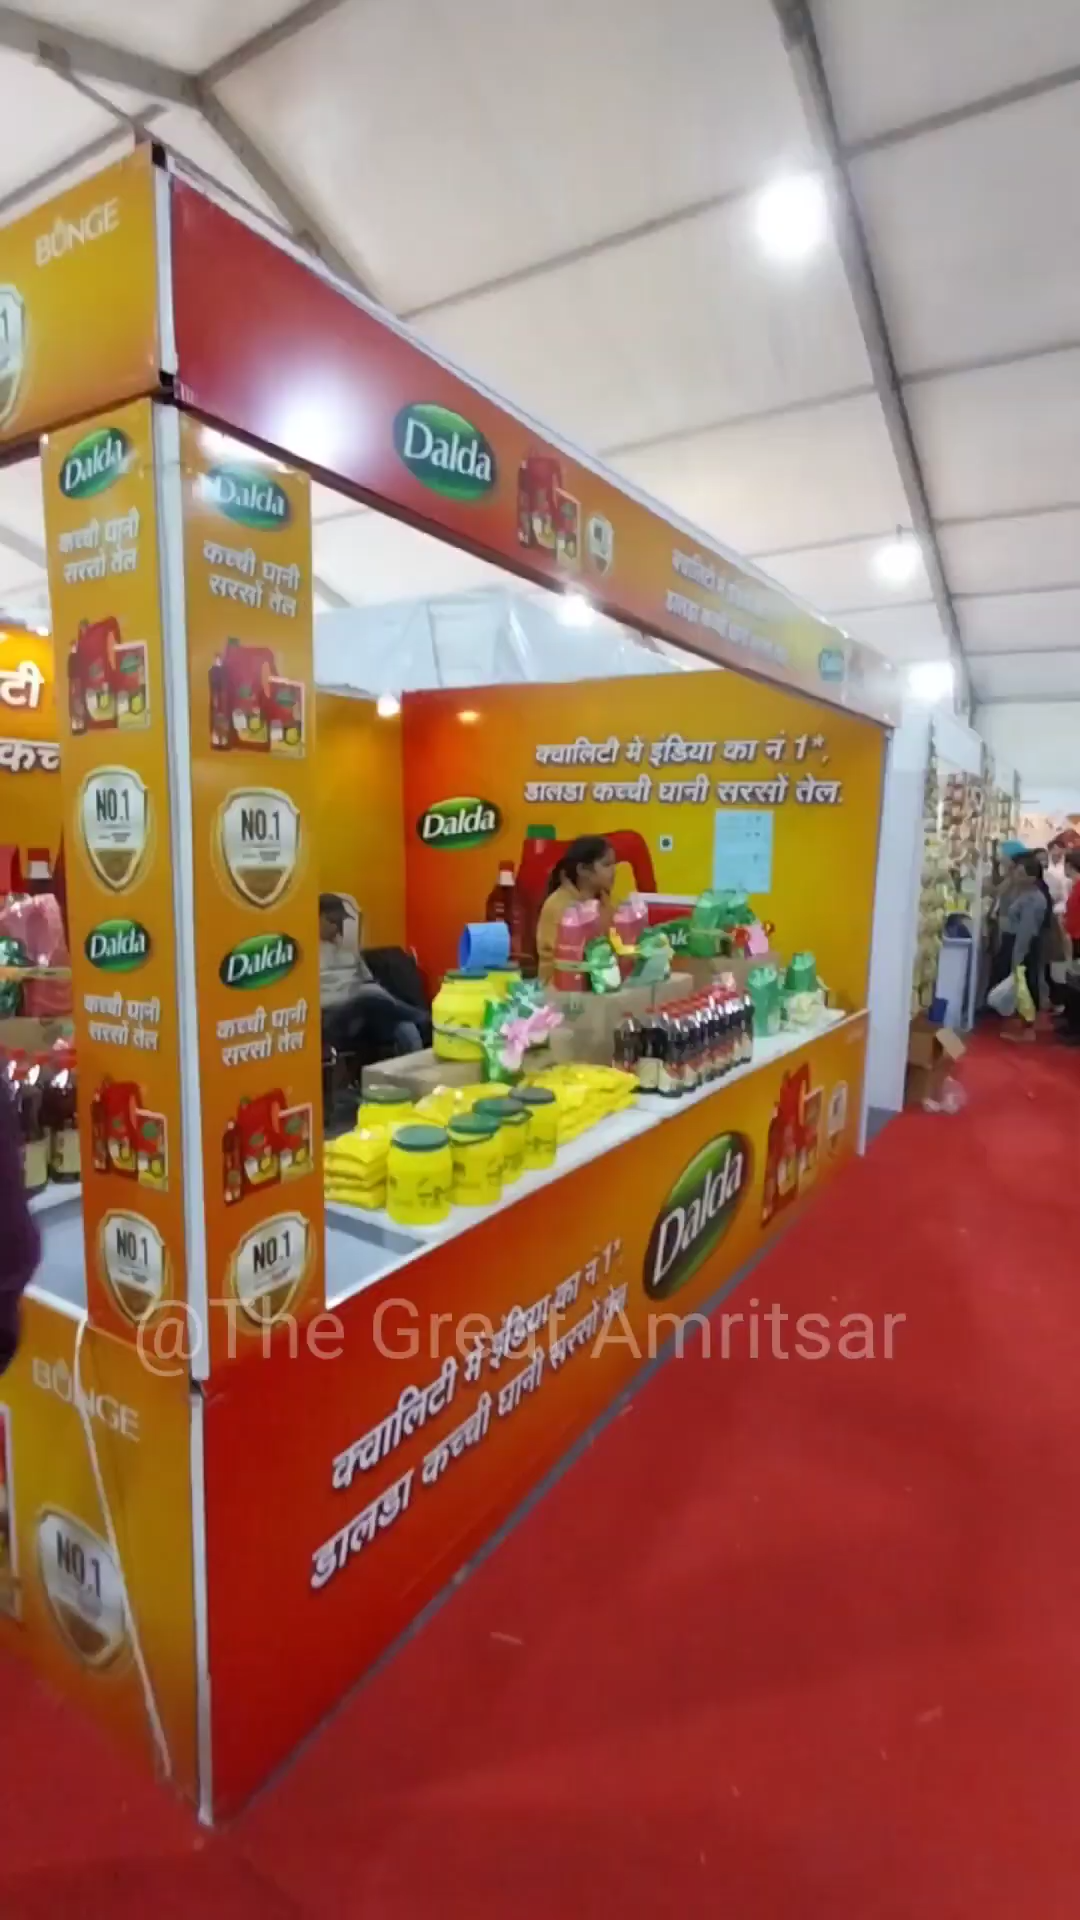 BUNGE
Dalda
Dalda
कच्ची घानी
सरसों तेल
Dalda
कच्ची घानी
सरसों तेल
Dalda
टी
कच
क्वालिटी मे इंडिया का नं 1*,
डालडा कच्ची घानी सरसों तेल.
Dalda
NO.1
NO.1
Dalda
कच्ची घानी
सरसों तेल
Dalda
कच्ची घानी
सरसों तेल
NO.1
NO.1
Dalda
क्वालिटी मे इंडिया का नं 1*,
डालडा कच्ची घानी सरसों तेल
@The Great Amritsar
BUNGE
NO.1